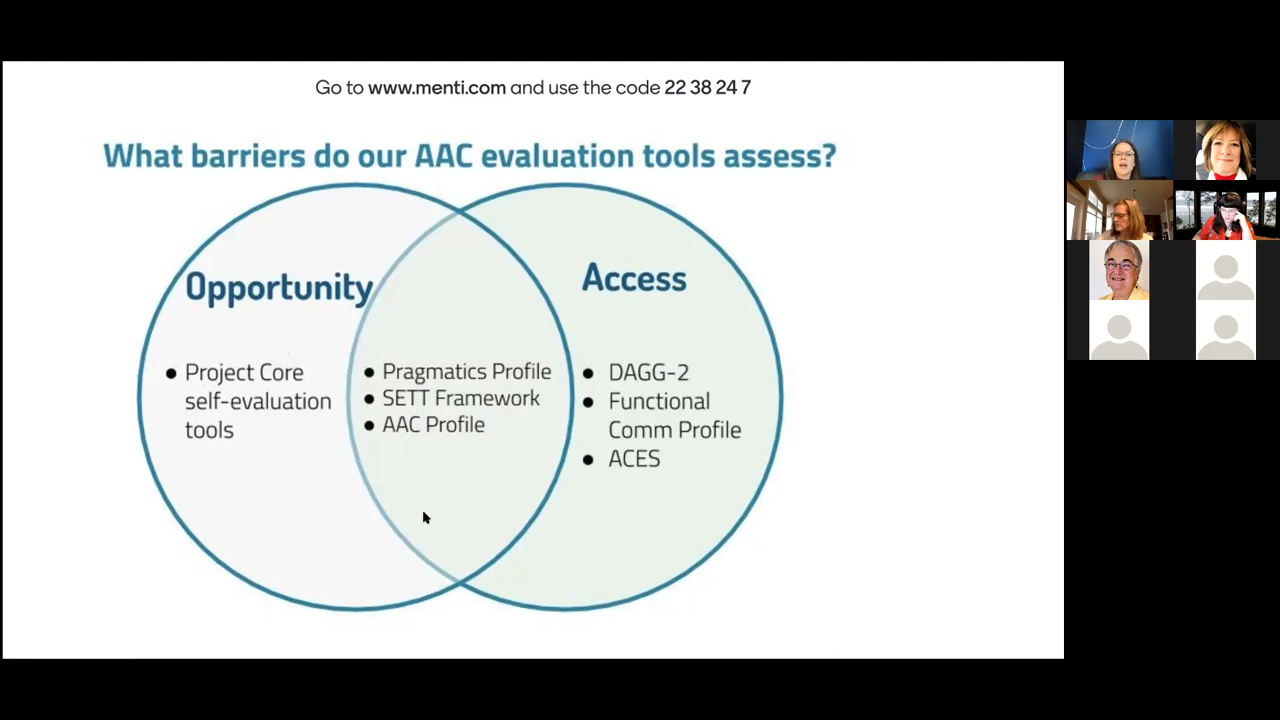 Go to www.menti.com and use the code 22 38 24 7
What barriers do our AAC evaluation tools assess?
Opportunity
Access
● Project Core
self-evaluation
tools
● Pragmatics Profile
● SETT Framework
● AAC Profile
● DAGG-2
● Functional
Comm Profile
● ACES